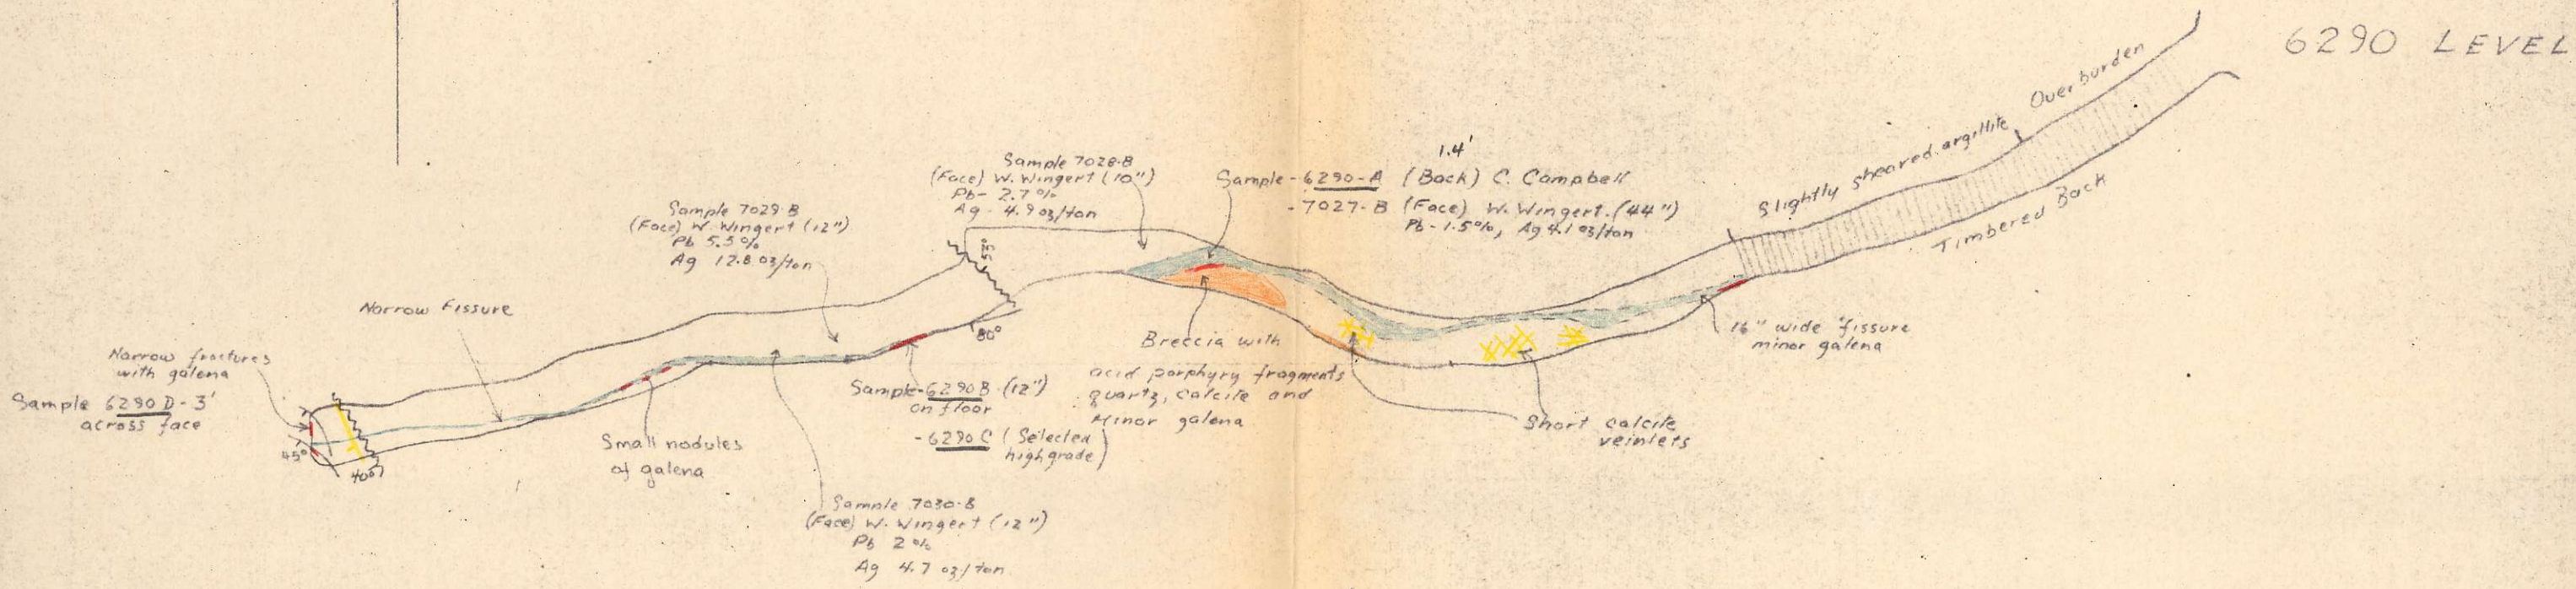 6290 LEVEL
Overburden
Slightly sheared argillite
Timbered Back
1.4'
Sample - 6290-A (Back) C. Campbell
- 7027-B (Face) W. Wingert (44")
Pb - 1.5%, Ag 4.1 oz/ton
Sample 7028-B
(Face) W. Wingert (10")
Pb - 2.7%
Ag - 4.9 oz/ton
Sample 7029-B
(Face) W. Wingert (12")
Pb 5.5%
Ag 12.8 oz/ton
53°
80°
Narrow Fissure
Narrow fractures
with galena
Sample 6290 D - 3'
across face
45°
40°
Small nodules
of galena
Sample - 6290 B (12")
on floor
- 6290 C (Selected
high grade)
Sample 7030-B
(Face) W. Wingert (12")
Pb 2%
Ag 4.7 oz/ton
Breccia with
acid porphyry fragments
quartz, calcite and
Minor galena
Short calcite
veinlets
16" wide fissure
minor galena